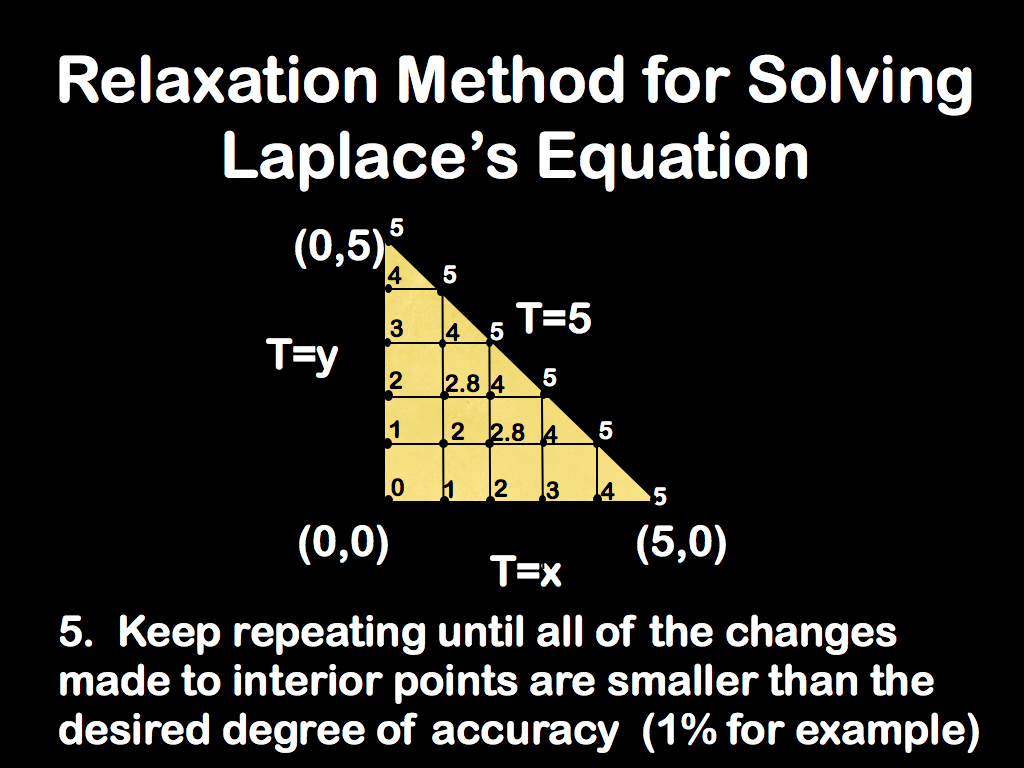 Relaxation Method for Solving
Laplace’s Equation
5
(0,5)
4 5
T=5
3 4 5
T=y
2 2.8 4 5
1 2 2.8 4 5
0 1 2 3 4 5
(0,0) (5,0)
T=x
5. Keep repeating until all of the changes
made to interior points are smaller than the
desired degree of accuracy (1% for example)